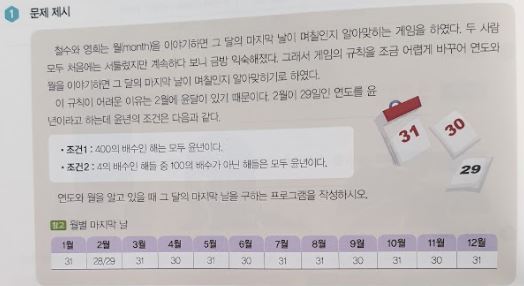 1 문제 제시
철수와 영희는 월(month)을 이야기하면 그 달의 마지막 날이 며칠인지 알아맞히는 게임을 하였다. 두 사람
모두 처음에는 서툴렀지만 계속하다 보니 금방 익숙해졌다. 그래서 게임의 규칙을 조금 어렵게 바꾸어 연도와
월을 이야기하면 그 달의 마지막 날이 며칠인지 알아맞히기로 하였다.
이 규칙이 어려운 이유는 2월에 윤달이 있기 때문이다. 2월이 29일인 연도를 윤
년이라고 하는데 윤년의 조건은 다음과 같다.
• 조건1 : 400의 배수인 해는 모두 윤년이다.
• 조건2 : 4의 배수인 해들 중 100의 배수가 아닌 해들은 모두 윤년이다.
31
30
29
연도와 월을 알고 있을 때 그 달의 마지막 날을 구하는 프로그램을 작성하시오.
참고 월별 마지막 날
1월 2월 3월 4월 5월 6월 7월 8월 9월 10월 11월 12월
31 28/29 31 30 31 30 31 31 30 31 30 31